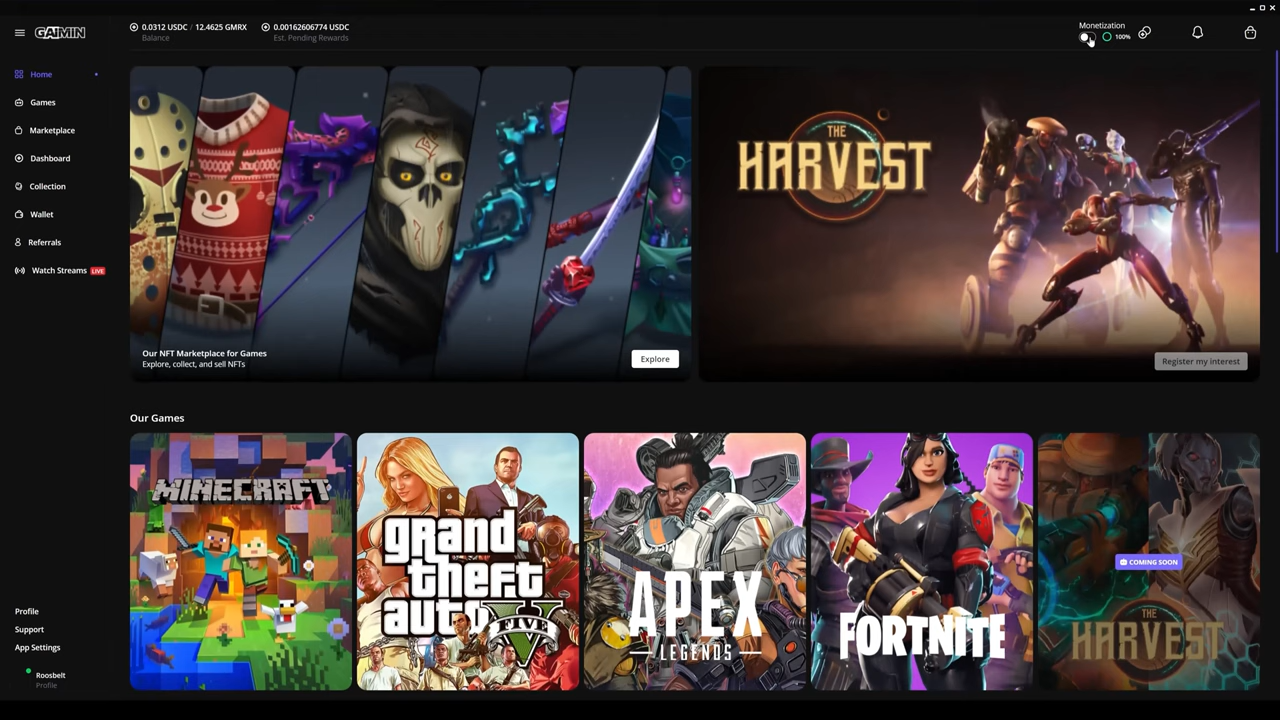 GAIMIN
0.0312 USDC / 12.4625 GMRX
Balance
0.00162606774 USDC
Est. Pending Rewards
Monetization
100%
Home
Games
Marketplace
Dashboard
Collection
Wallet
Referrals
Watch Streams LIVE
Profile
Support
App Settings
Roosbelt
Profile
Our NFT Marketplace for Games
Explore, collect, and sell NFTs
Explore
THE
HARVEST
Register my interest
Our Games
MINECRAFT
grand
theft
auto
FIVE
V
APEX
LEGENDS
FORTNITE
COMING SOON
THE
HARVEST